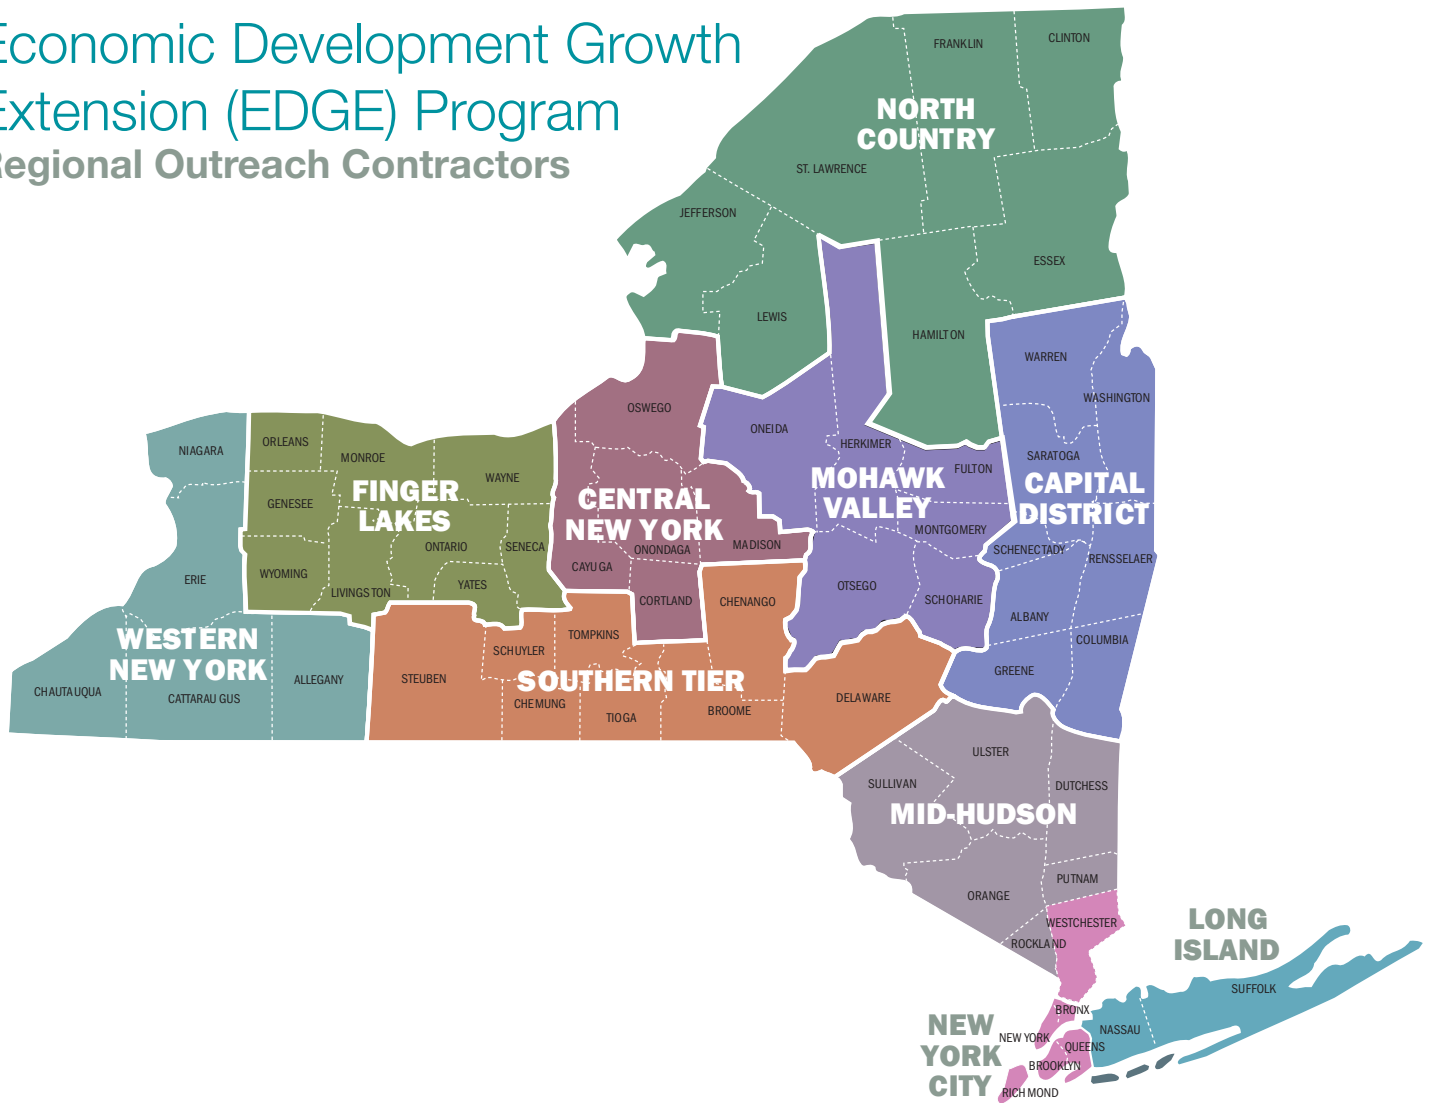 Economic Development Growth
Extension (EDGE) Program
Regional Outreach Contractors
FRANKLIN
CLINTON
NORTH
COUNTRY
ST. LAWRENCE
JEFFERSON
ESSEX
LEWIS
HAMILTON
WARREN
WASHINGTON
OSWEGO
ONEIDA
HERKIMER
SARATOGA
FULTON
MOHAWK
VALLEY
CAPITAL
DISTRICT
MONTGOMERY
SCHENECTADY
RENSSELAER
OTSEGO
SCHOHARIE
ALBANY
COLUMBIA
GREENE
NIAGARA
ORLEANS
MONROE
WAYNE
GENESEE
FINGER
LAKES
CENTRAL
NEW YORK
ONTARIO
SENECA
ONONDAGA
MADISON
CAYUGA
ERIE
WYOMING
LIVINGSTON
YATES
CORTLAND
CHENANGO
WESTERN
NEW YORK
TOMPKINS
SCHUYLER
ALLEGANY
STEUBEN
SOUTHERN TIER
CHAUTAUQUA
CATTARAUGUS
CHEMUNG
TIOGA
BROOME
DELAWARE
ULSTER
SULLIVAN
DUTCHESS
MID-HUDSON
PUTNAM
ORANGE
WESTCHESTER
ROCKLAND
LONG
ISLAND
SUFFOLK
BRONX
NASSAU
NEW
YORK
CITY
NEW YORK
QUEENS
BROOKLYN
RICHMOND